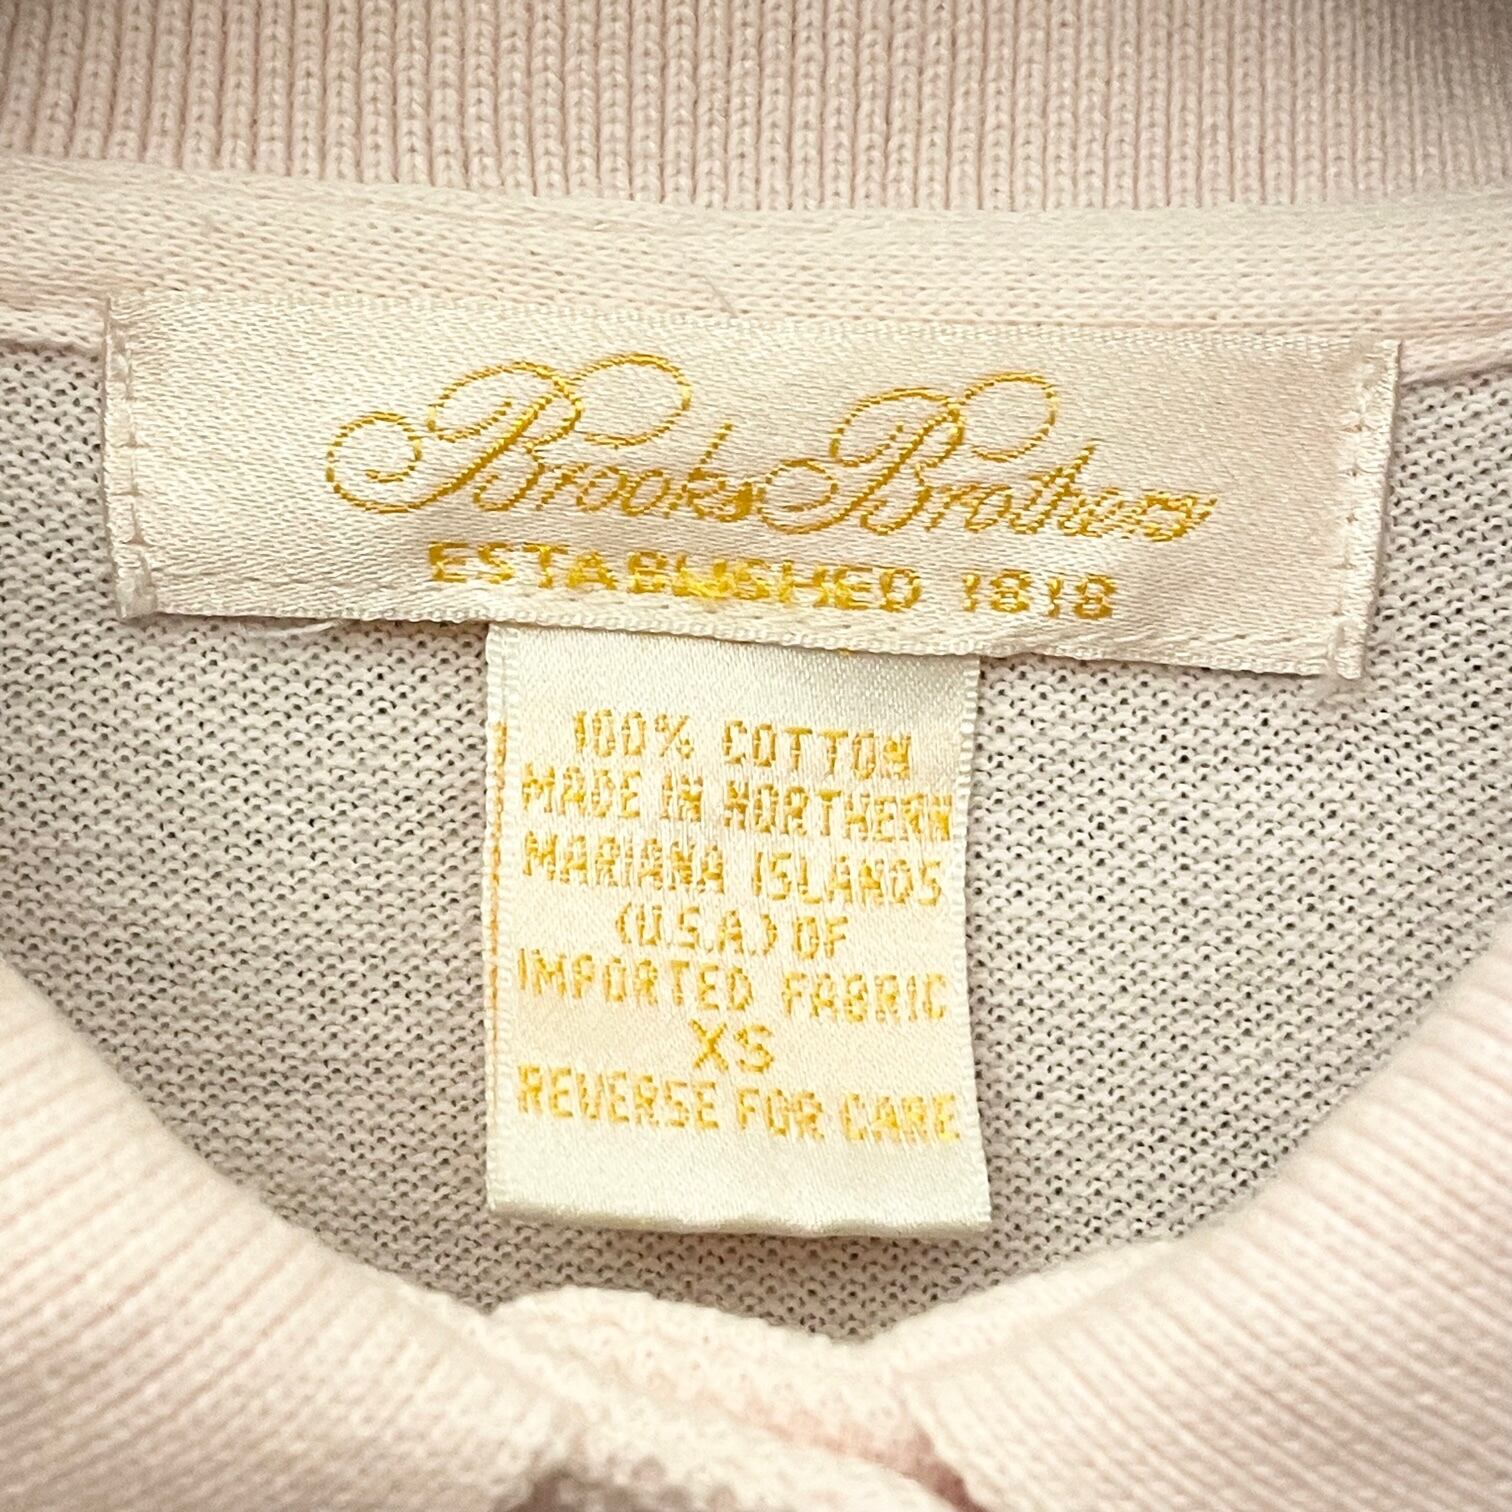 Brooks Brothers
ESTABLISHED 1818
100% COTTON
MADE IN NORTHERN
MARIANA ISLANDS
(U.S.A.) OF
IMPORTED FABRIC
XS
REVERSE FOR CARE